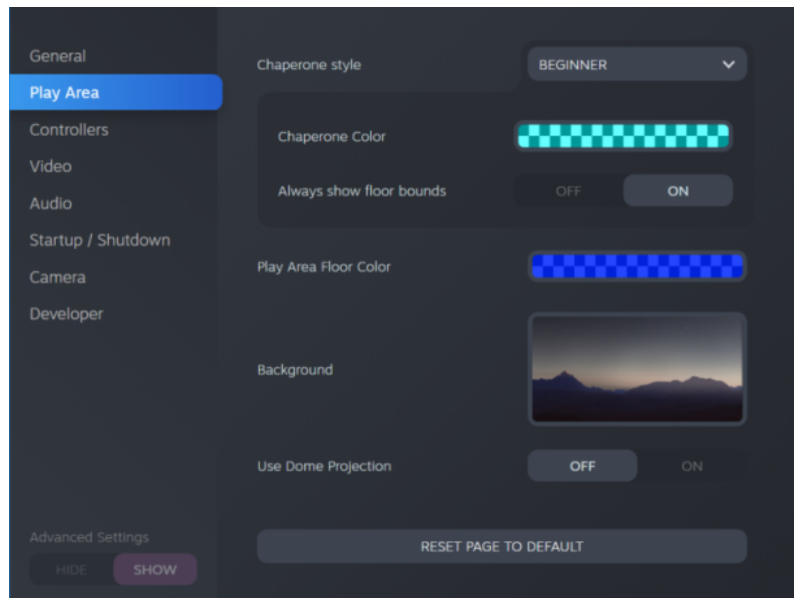 General
Play Area
Controllers
Video
Audio
Startup / Shutdown
Camera
Developer
Advanced Settings
HIDE SHOW
Chaperone style BEGINNER
Chaperone Color
Always show floor bounds OFF ON
Play Area Floor Color
Background
Use Dome Projection OFF ON
RESET PAGE TO DEFAULT